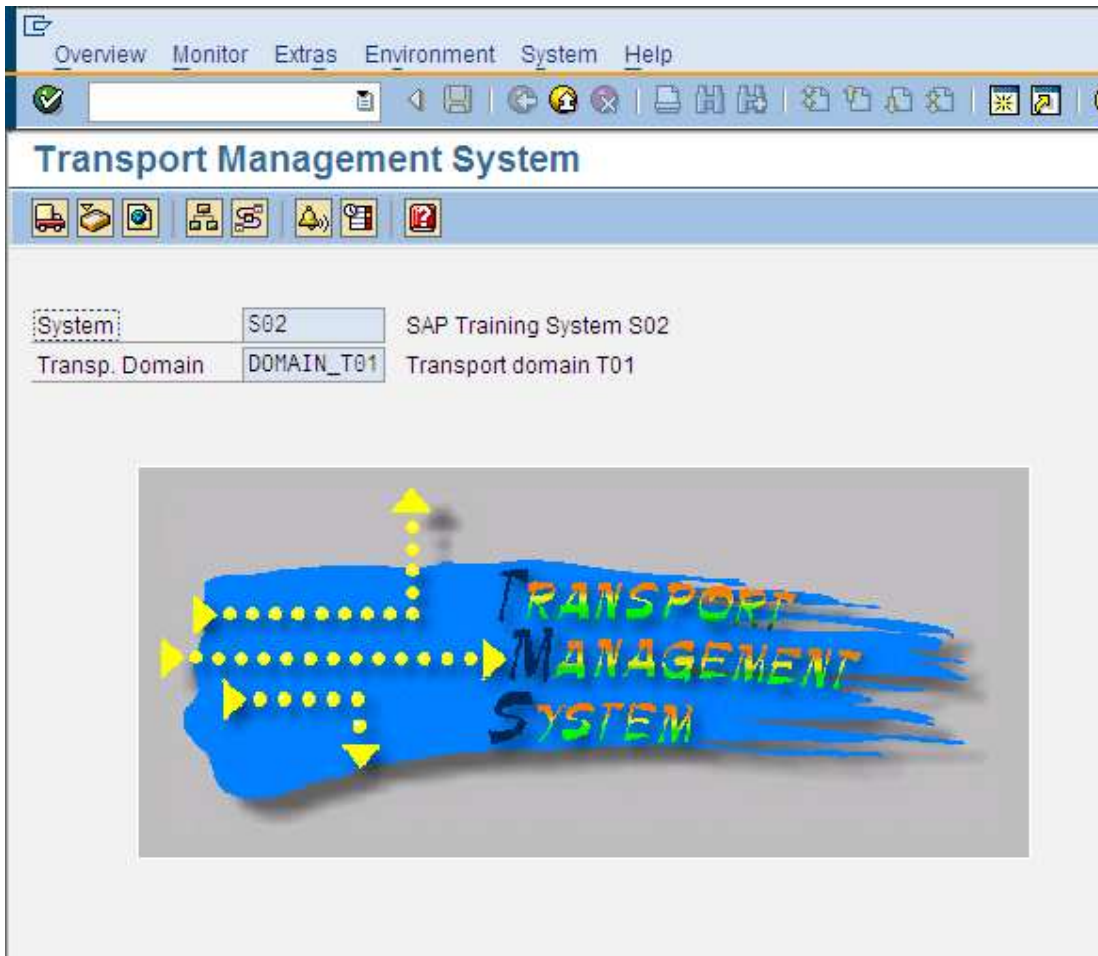 Overview Monitor Extras Environment System Help
Transport Management System
System S02 SAP Training System S02
Transp. Domain DOMAIN_T01 Transport domain T01
TRANSPORT
MANAGEMENT
SYSTEM